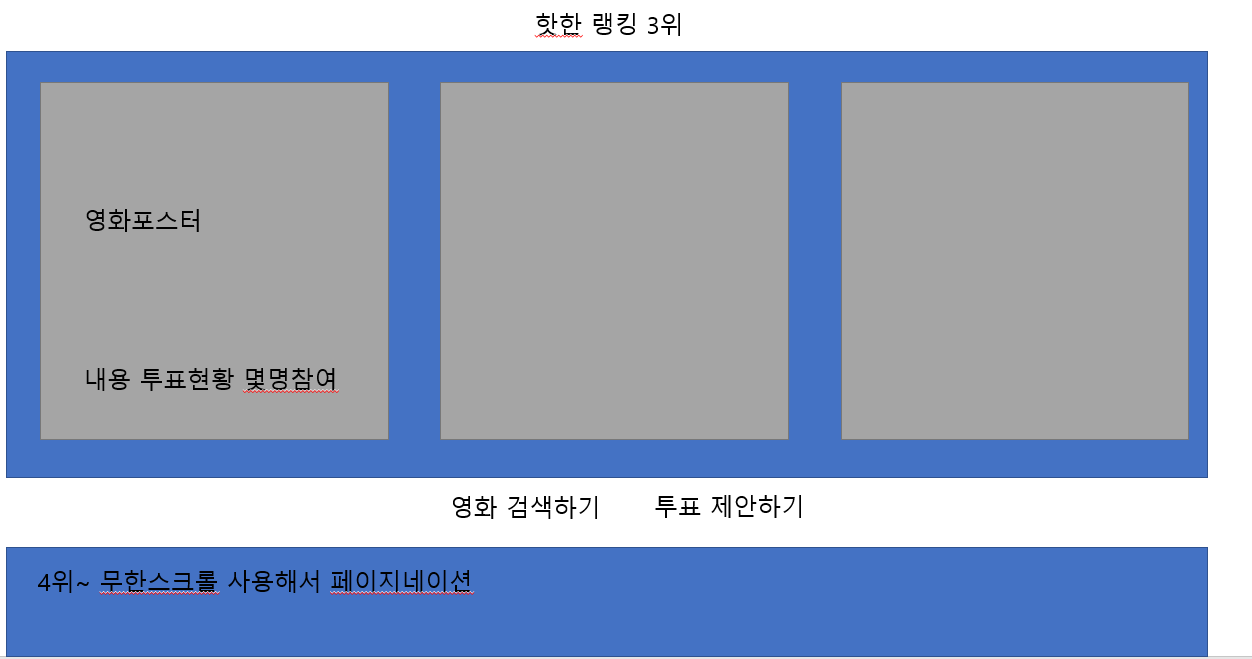 핫한 랭킹 3위
영화포스터
내용 투표현황 몇명참여
영화 검색하기 투표 제안하기
4위~ 무한스크롤 사용해서 페이지네이션